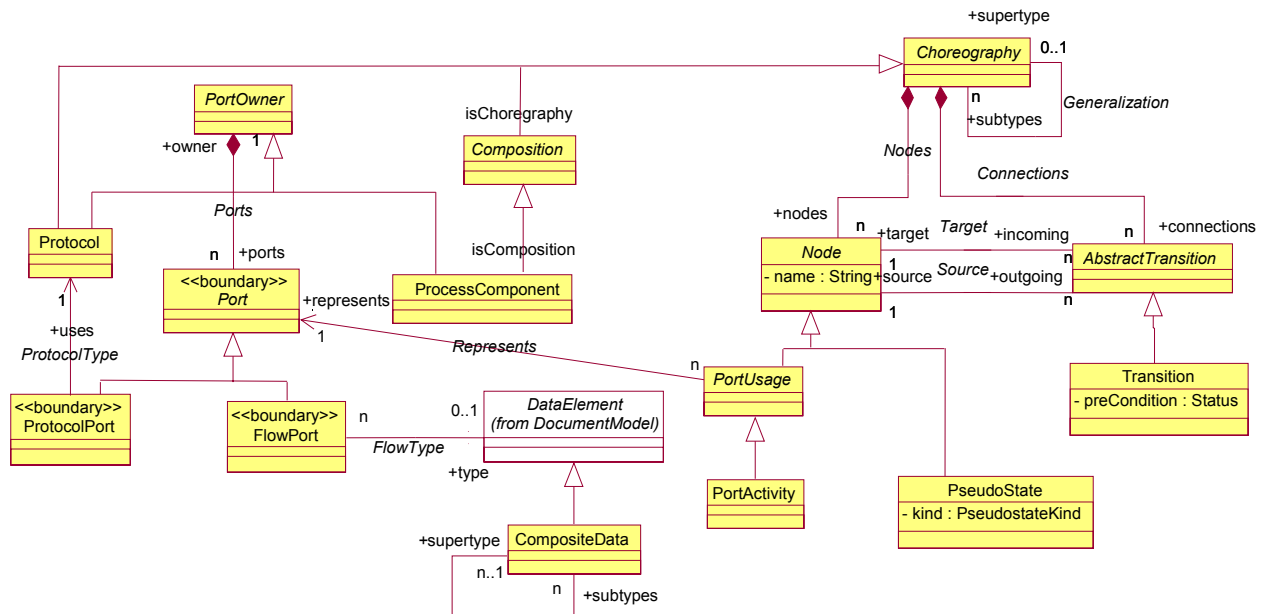 +supertype
Choreography
0..1
n
Generalization
+subtypes
PortOwner
1
+owner
isChoregraphy
Composition
Nodes
Connections
Ports
isComposition
+nodes
n
+target
Target
+incoming
n
+connections
Protocol
n
+ports
Node
1
n
AbstractTransition
- name : String
+source
Source
+outgoing
1
n
<<boundary>>
Port
+represents
1
ProcessComponent
1
+uses
ProtocolType
Represents
n
PortUsage
Transition
- preCondition : Status
<<boundary>>
ProtocolPort
<<boundary>>
FlowPort
n
0..1
FlowType
DataElement
(from DocumentModel)
+type
PortActivity
PseudoState
- kind : PseudostateKind
CompositeData
+supertype
n..1
n
+subtypes